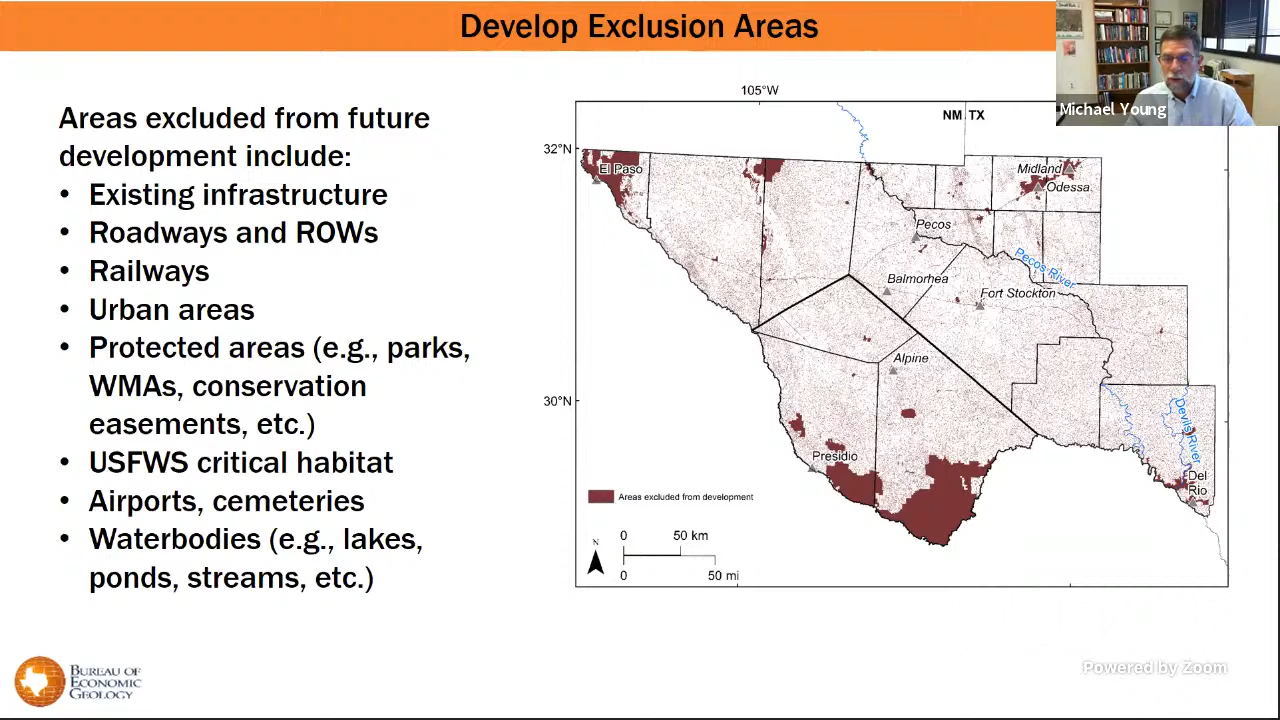 Develop Exclusion Areas
Michael Young
Areas excluded from future
development include:
• Existing infrastructure
• Roadways and ROWs
• Railways
• Urban areas
• Protected areas (e.g., parks,
WMAs, conservation
easements, etc.)
• USFWS critical habitat
• Airports, cemeteries
• Waterbodies (e.g., lakes,
ponds, streams, etc.)
105°W
NM TX
32°N
El Paso
Midland
Odessa
Pecos
Pecos River
Balmorhea
Fort Stockton
Alpine
30°N
Devils River
Presidio
Del
Rio
Areas excluded from development
0 50 km
N
0 50 mi
BUREAU OF
ECONOMIC
GEOLOGY
Powered by Zoom